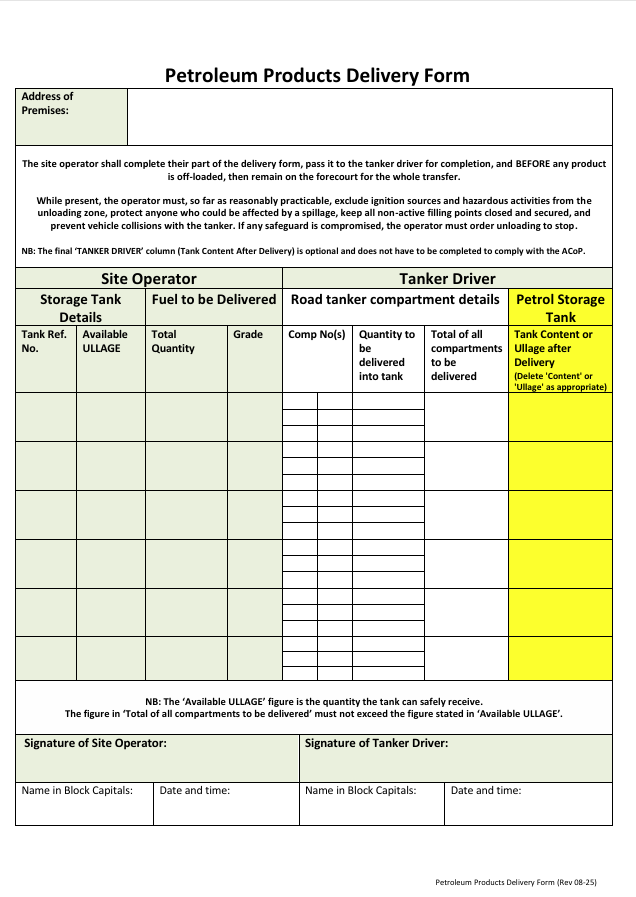 Petroleum Products Delivery Form
Address of
Premises:
The site operator shall complete their part of the delivery form, pass it to the tanker driver for completion, and BEFORE any product
is off-loaded, then remain on the forecourt for the whole transfer.
While present, the operator must, so far as reasonably practicable, exclude ignition sources and hazardous activities from the
unloading zone, protect anyone who could be affected by a spillage, keep all non-active filling points closed and secured, and
prevent vehicle collisions with the tanker. If any safeguard is compromised, the operator must order unloading to stop.
NB: The final ‘TANKER DRIVER’ column (Tank Content After Delivery) is optional and does not have to be completed to comply with the ACoP.
Site Operator
Tanker Driver
Storage Tank
Details
Fuel to be Delivered
Road tanker compartment details
Petrol Storage
Tank
Tank Ref.
No.
Available
ULLAGE
Total
Quantity
Grade
Comp No(s)
Quantity to
be
delivered
into tank
Total of all
compartments
to be
delivered
Tank Content or
Ullage after
Delivery
(Delete 'Content' or
'Ullage' as appropriate)
NB: The ‘Available ULLAGE’ figure is the quantity the tank can safely receive.
The figure in ‘Total of all compartments to be delivered’ must not exceed the figure stated in ‘Available ULLAGE’.
Signature of Site Operator:
Signature of Tanker Driver:
Name in Block Capitals:
Date and time:
Name in Block Capitals:
Date and time:
Petroleum Products Delivery Form (Rev 08-25)